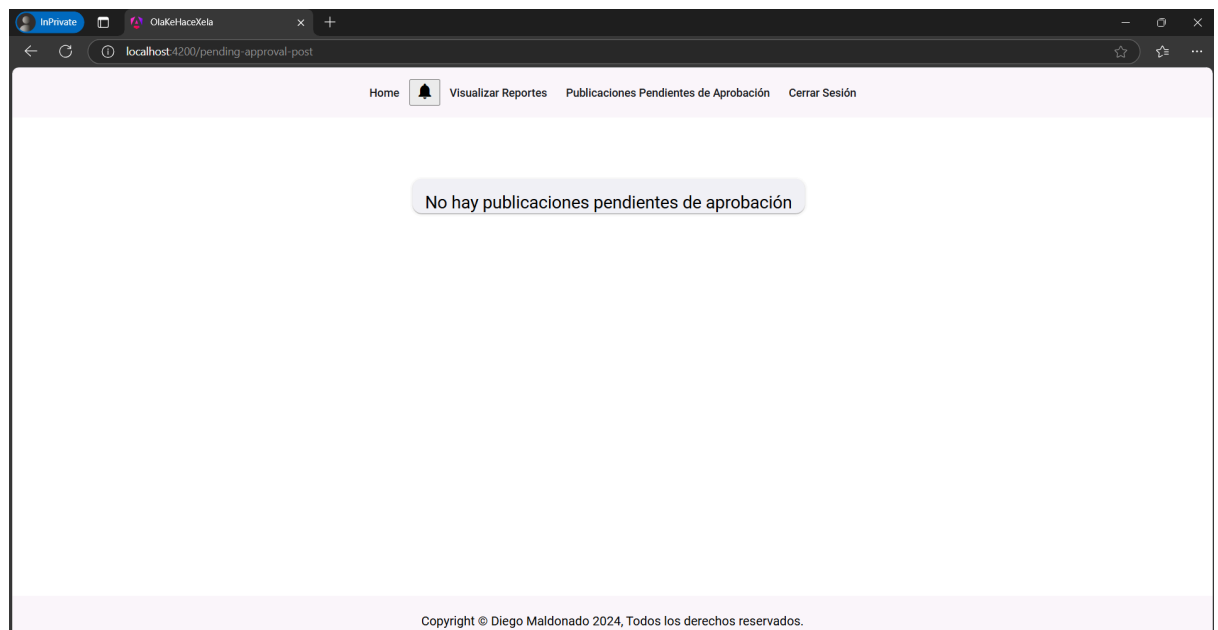 InPrivate
OlaKeHaceXela
localhost:4200/pending-approval-post
Home Visualizar Reportes Publicaciones Pendientes de Aprobación Cerrar Sesión
No hay publicaciones pendientes de aprobación
Copyright © Diego Maldonado 2024, Todos los derechos reservados.